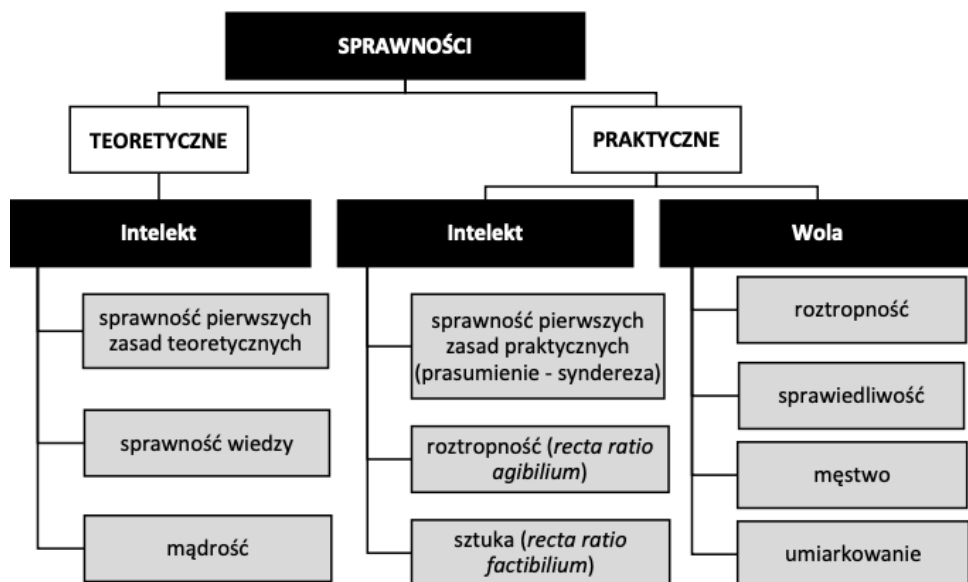 SPRAWNOŚCI
TEORETYCZNE
PRAKTYCZNE
Intelekt
sprawność pierwszych
zasad teoretycznych
sprawność wiedzy
mądrość
Intelekt
sprawność pierwszych
zasad praktycznych
(prasumienie - syndereza)
roztropność (recta ratio
agibilium)
sztuka (recta ratio
factibilium)
Wola
roztropność
sprawiedliwość
męstwo
umiarkowanie